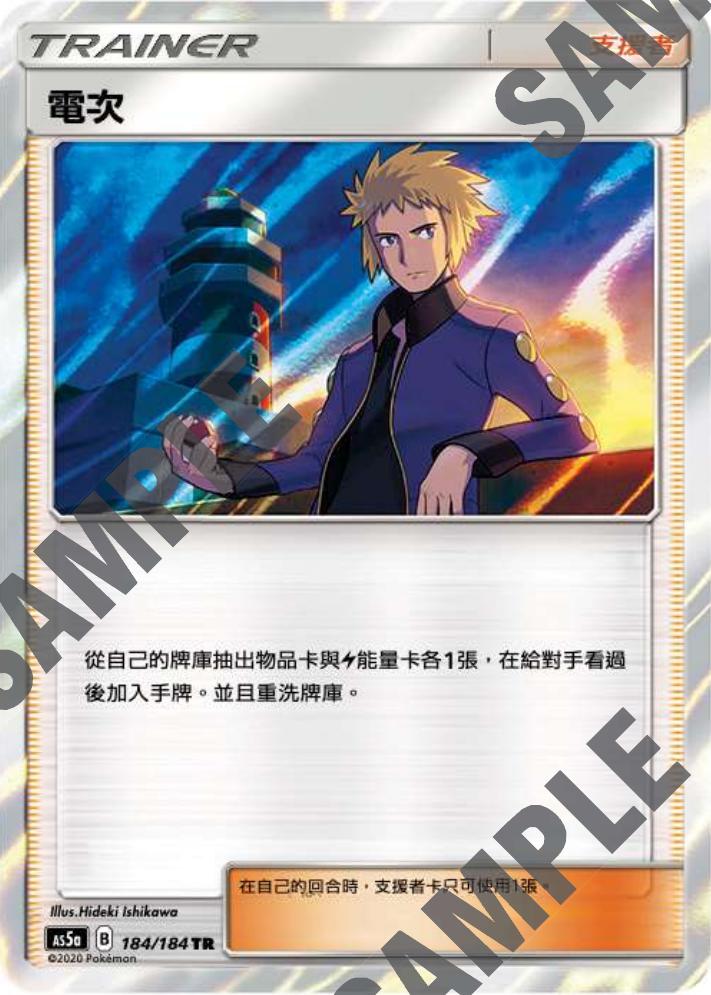 TRAINER
支援者
電次
SAMPLE
SAMPLE
從自己的牌庫抽出物品卡與能量卡各1張，在給對手看過
後加入手牌。並且重洗牌庫。
在自己的回合時，支援者卡只可使用1張。
Illus.Hideki Ishikawa
AS5a B 184/184 TR
©2020 Pokémon
SAMPLE
SAMPLE